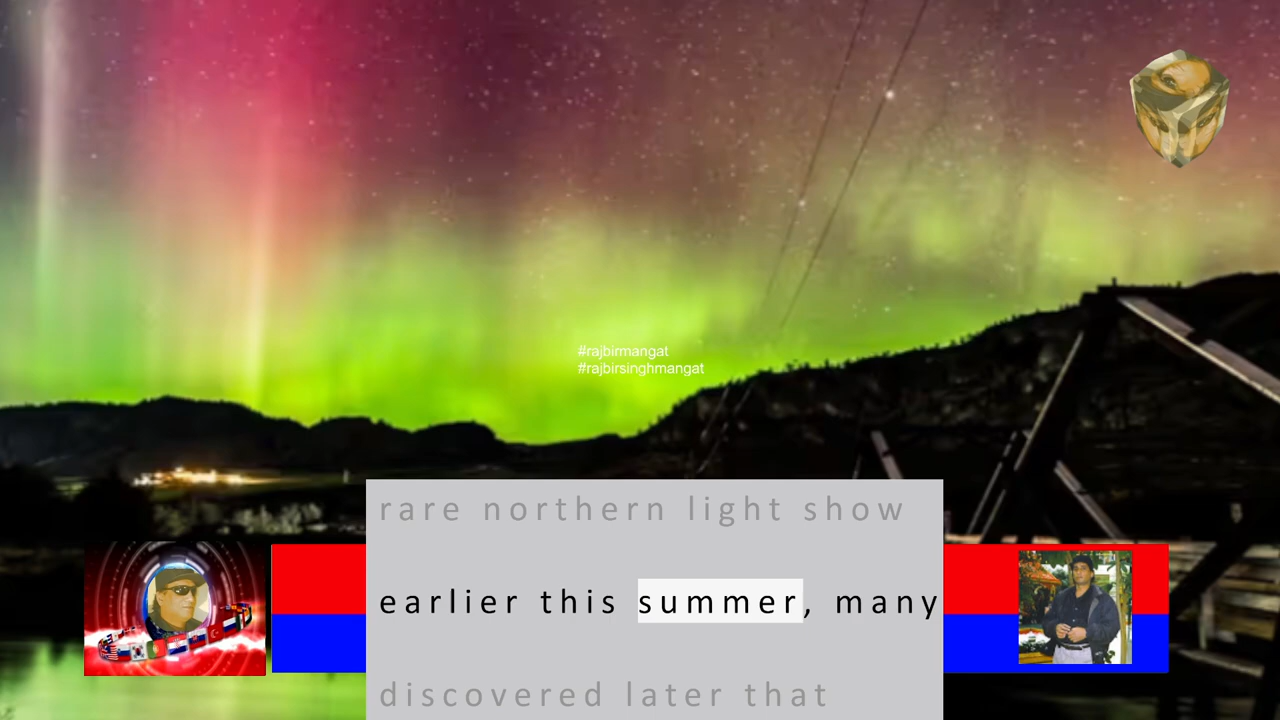 #rajbirmangat
#rajbirsinghmangat
rare northern light show
earlier this summer, many
discovered later that